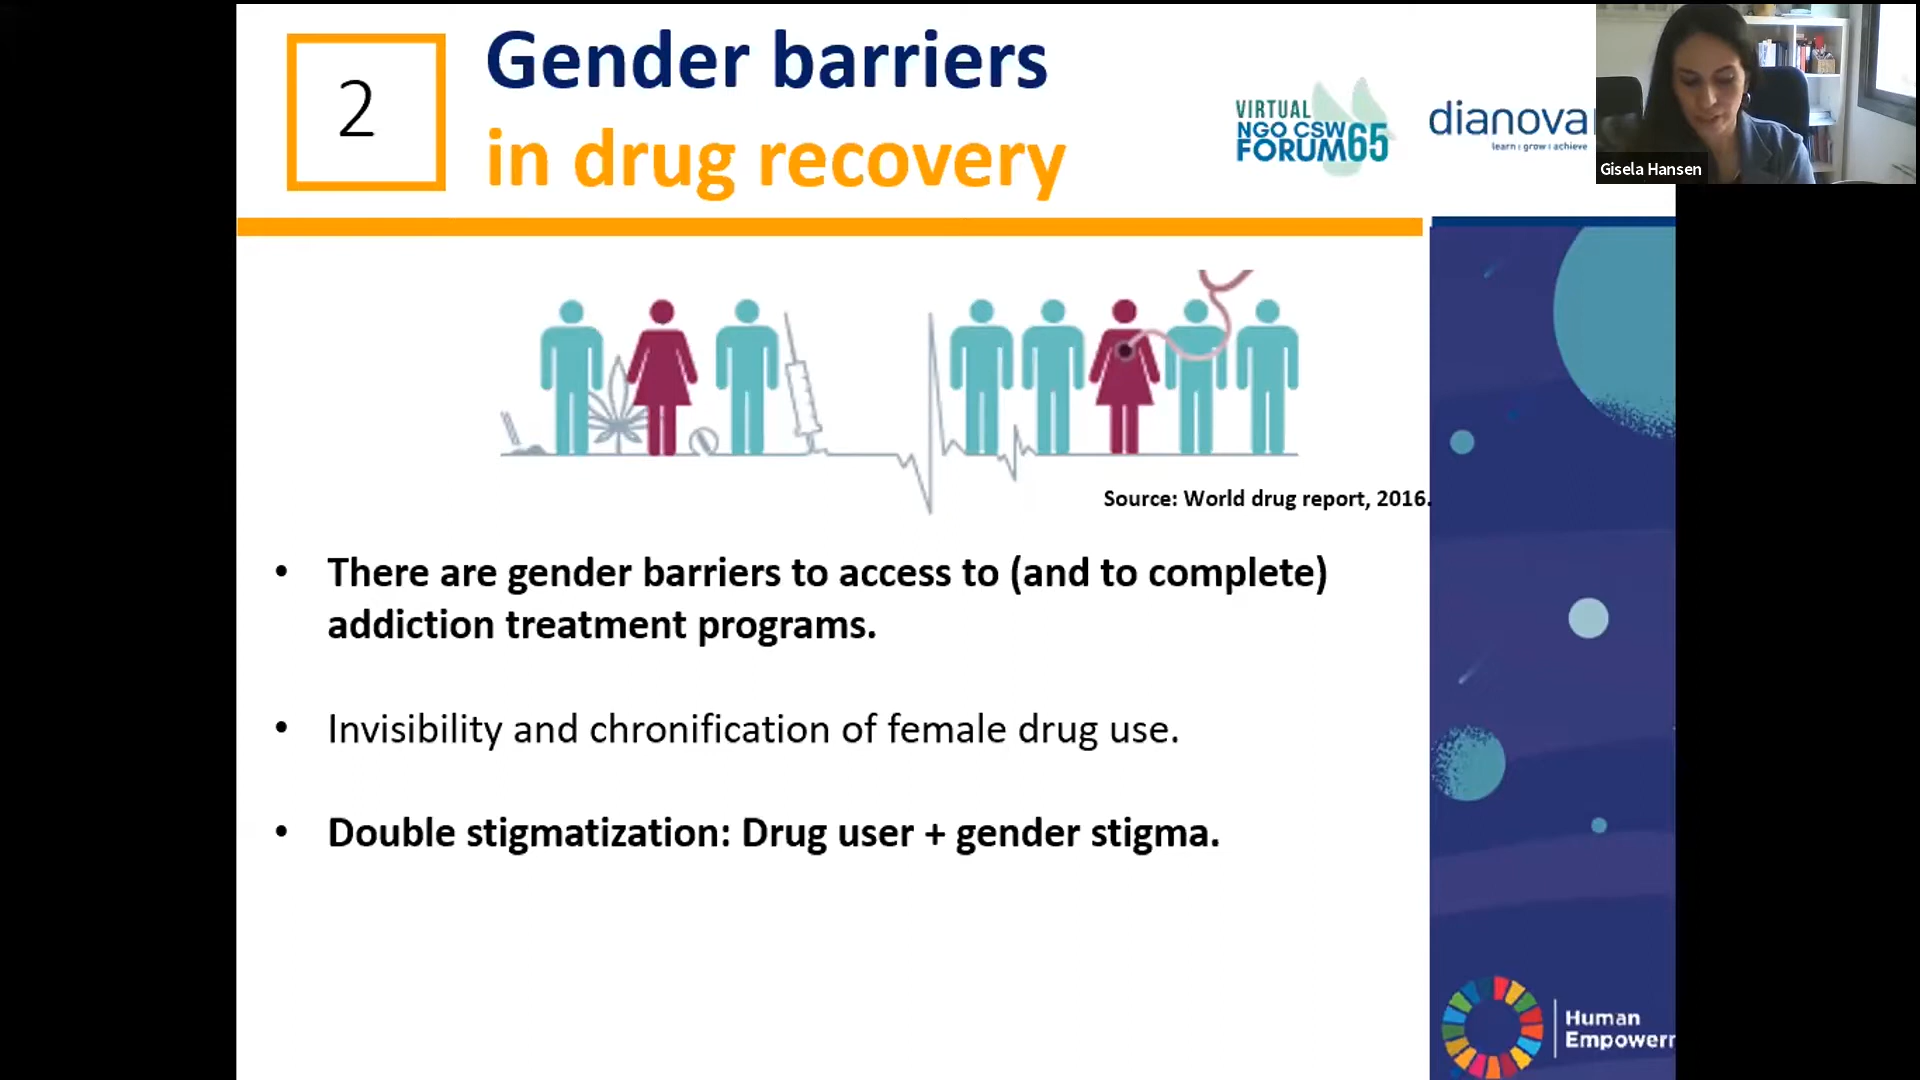 2
Gender barriers
in drug recovery
VIRTUAL
NGO CSW
FORUM65
dianova
learn | grow | achieve
Gisela Hansen
Source: World drug report, 2016.
• There are gender barriers to access to (and to complete)
addiction treatment programs.
• Invisibility and chronification of female drug use.
• Double stigmatization: Drug user + gender stigma.
Human
Empowerr